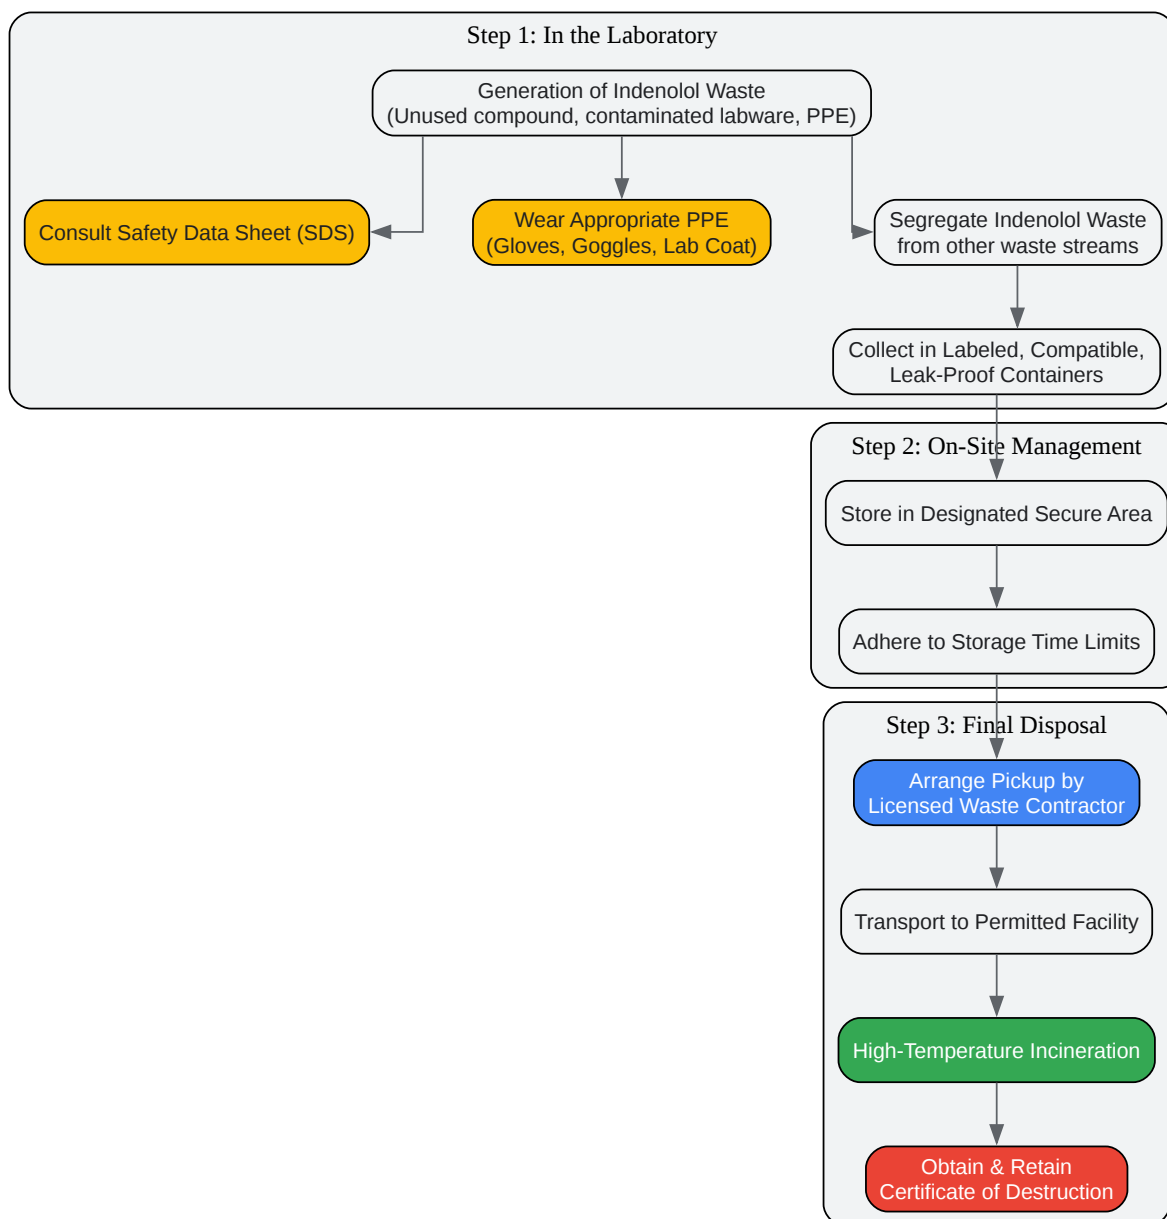 Step 1: In the Laboratory
Generation of Indenolol Waste
(Unused compound, contaminated labware, PPE)
Consult Safety Data Sheet (SDS)
Wear Appropriate PPE
(Gloves, Goggles, Lab Coat)
Segregate Indenolol Waste
from other waste streams
Collect in Labeled, Compatible,
Leak-Proof Containers
Step 2: On-Site Management
Store in Designated Secure Area
Adhere to Storage Time Limits
Step 3: Final Disposal
Arrange Pickup by
Licensed Waste Contractor
Transport to Permitted Facility
High-Temperature Incineration
Obtain & Retain
Certificate of Destruction